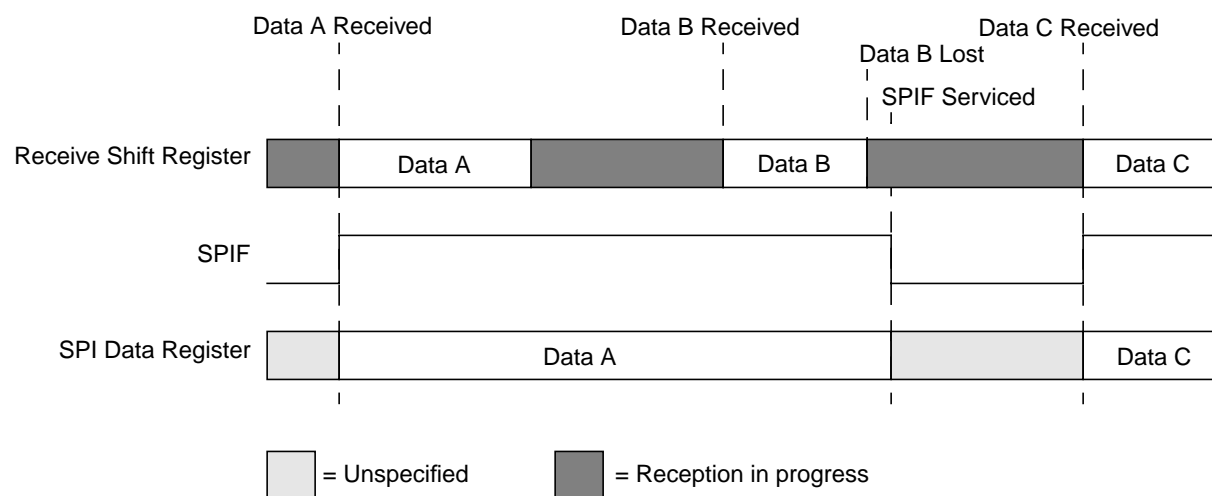 Data A Received
Data B Received
Data C Received
Data B Lost
SPIF Serviced
Receive Shift Register
Data A
Data B
Data C
SPIF
SPI Data Register
Data A
Data C
= Unspecified
= Reception in progress